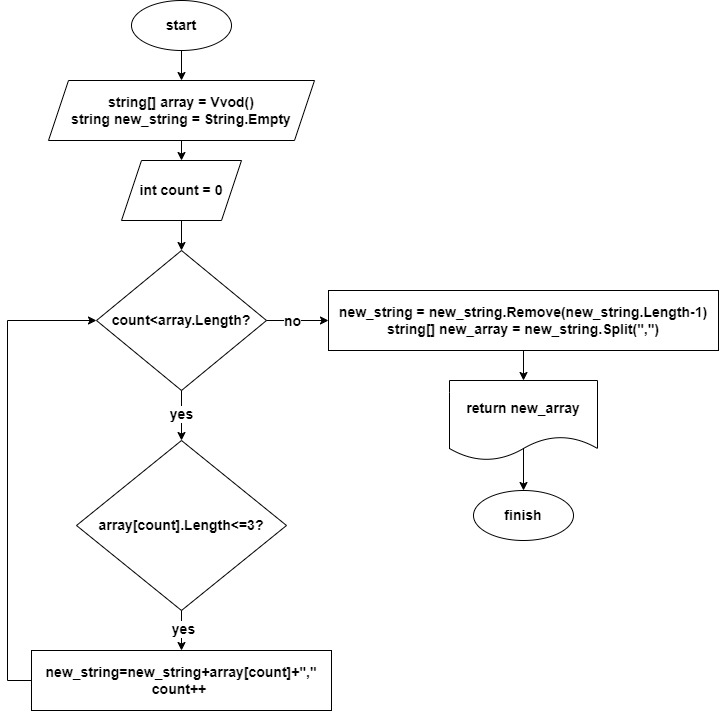 start
string[] array = Vvod()
string new_string = String.Empty
int count = 0
count<array.Length?
no
new_string = new_string.Remove(new_string.Length-1)
string[] new_array = new_string.Split(",")
return new_array
finish
yes
array[count].Length<=3?
yes
new_string=new_string+array[count]+","
count++